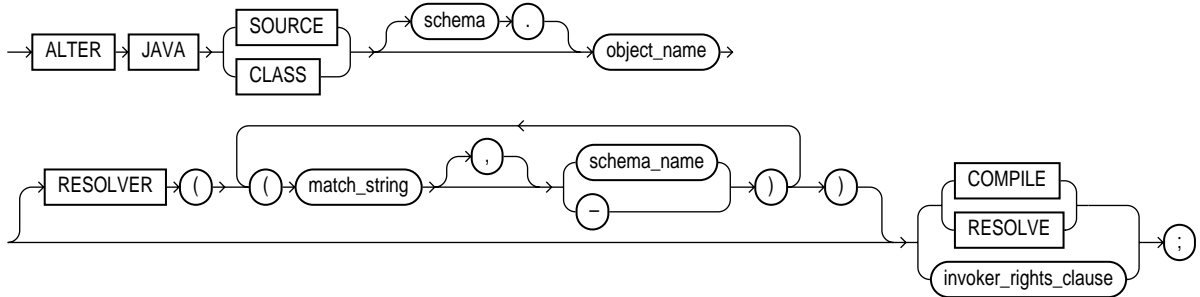 ALTER JAVA SOURCE schema . object_name
CLASS
RESOLVER ( ( match_string , schema_name ) ) COMPILE
– RESOLVE
invoker_rights_clause ;